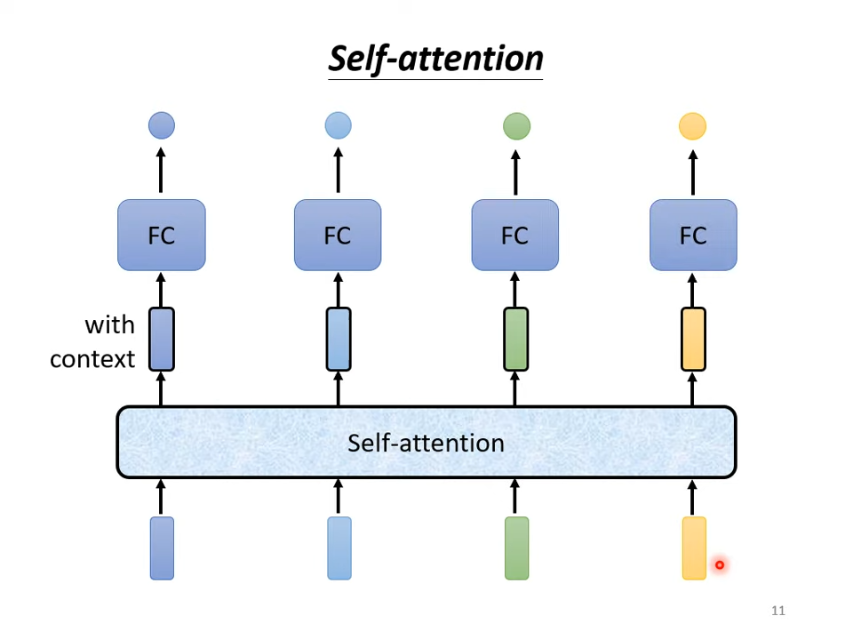 Self-attention
FC
FC
FC
FC
with
context
Self-attention
11